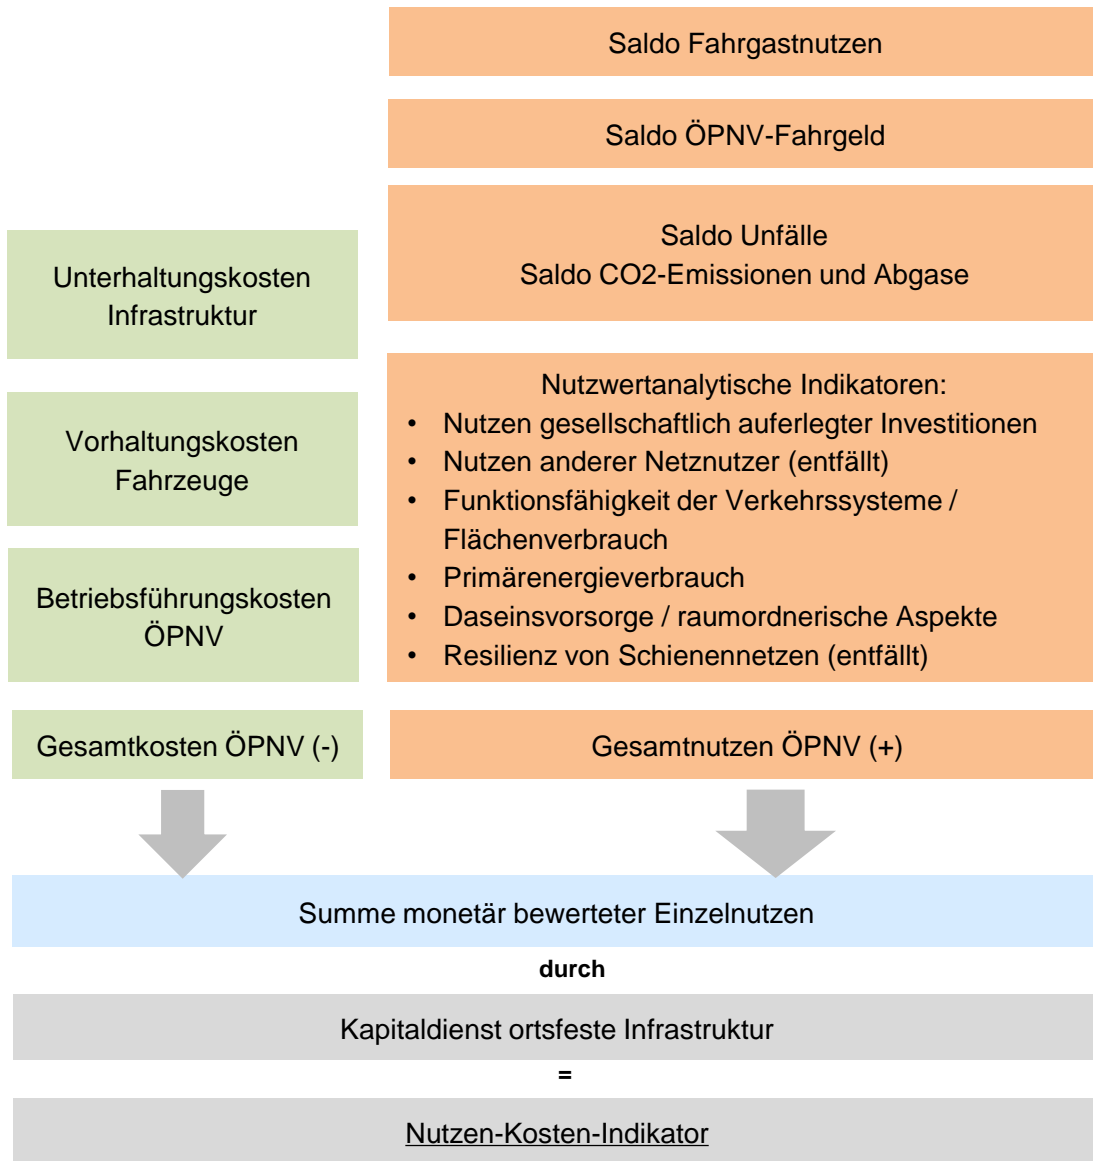 Saldo Fahrgastnutzen
Saldo ÖPNV-Fahrgeld
Saldo Unfälle
Saldo CO2-Emissionen und Abgase
Unterhaltungskosten
Infrastruktur
Vorhaltungskosten
Fahrzeuge
Betriebsführungskosten
ÖPNV
Nutzwertanalytische Indikatoren:
• Nutzen gesellschaftlich auferlegter Investitionen
• Nutzen anderer Netznutzer (entfällt)
• Funktionsfähigkeit der Verkehrssysteme /
Flächenverbrauch
• Primärenergieverbrauch
• Daseinsvorsorge / raumordnerische Aspekte
• Resilienz von Schienennetzen (entfällt)
Gesamtkosten ÖPNV (-)
Gesamtnutzen ÖPNV (+)
Summe monetär bewerteter Einzelnutzen
durch
Kapitaldienst ortsfeste Infrastruktur
=
Nutzen-Kosten-Indikator